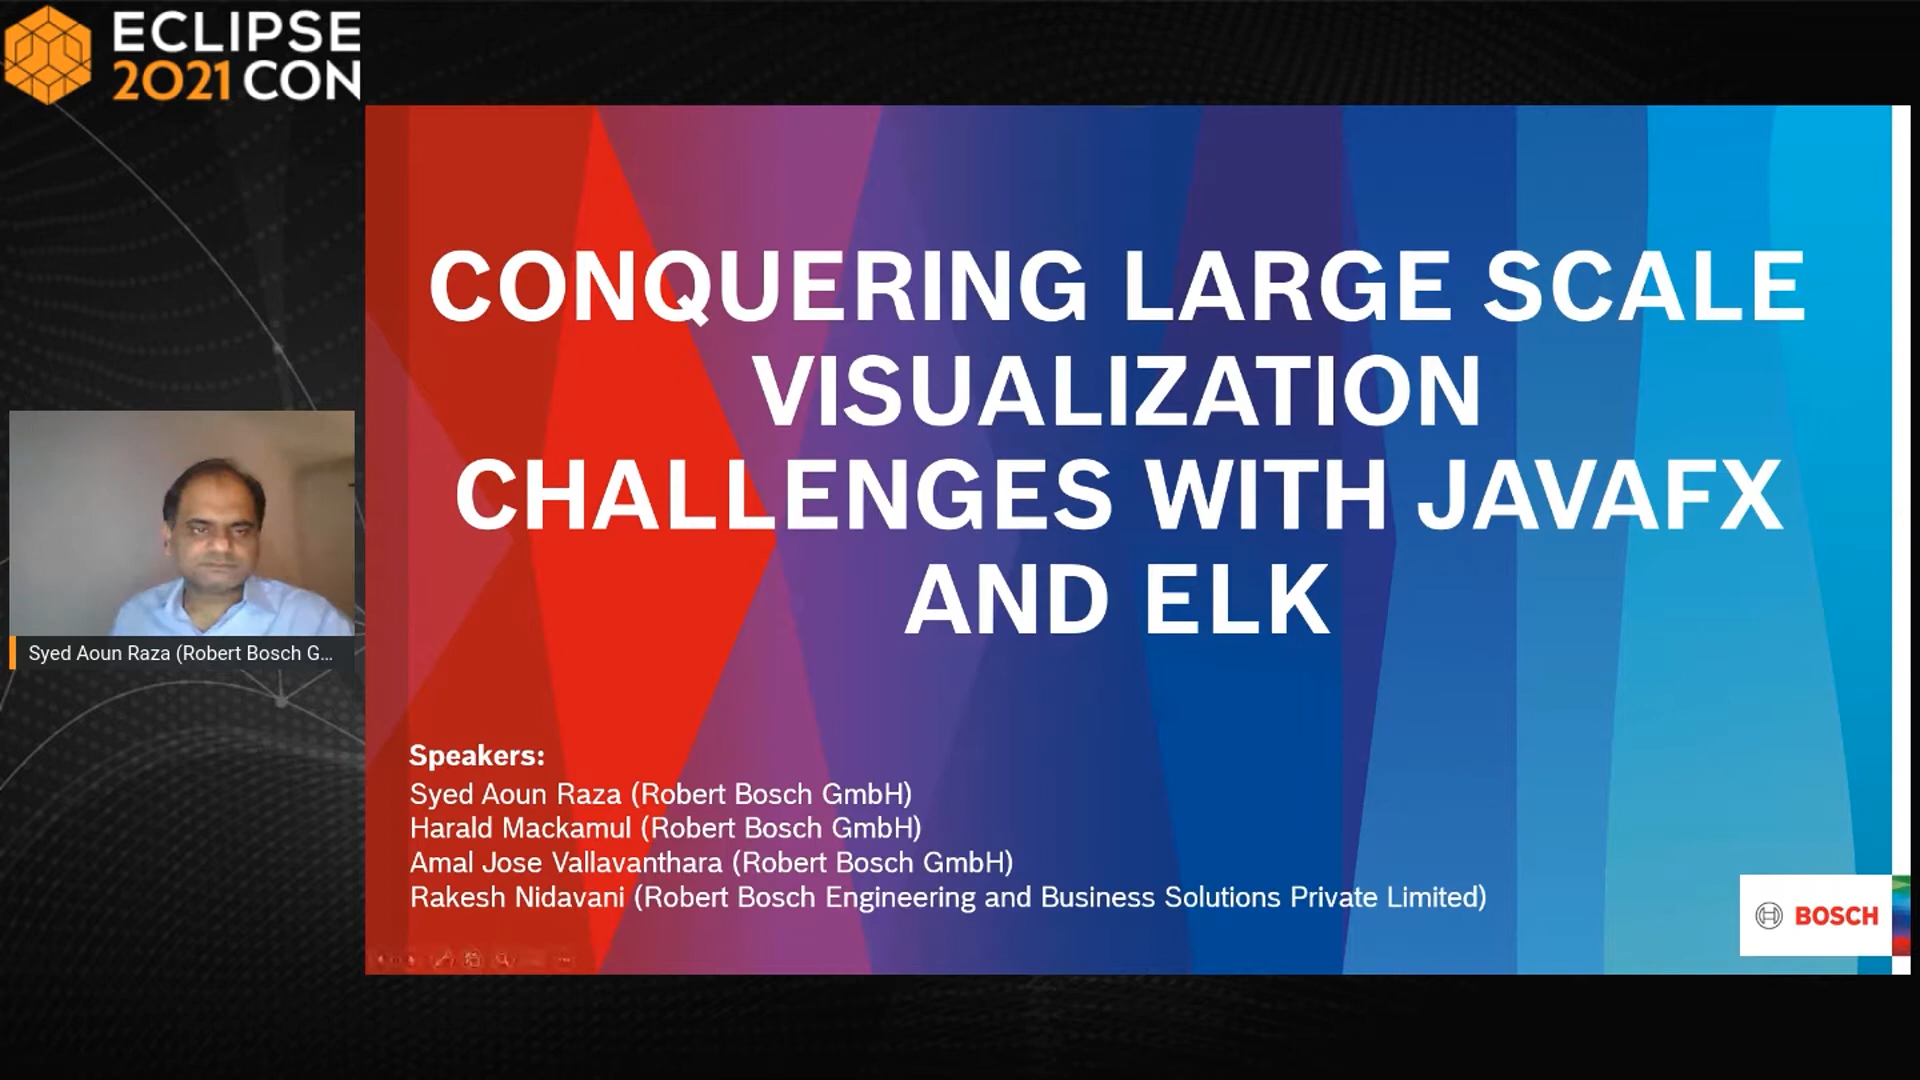 ECLIPSE
2021 CON
CONQUERING LARGE SCALE
VISUALIZATION
CHALLENGES WITH JAVAFX
AND ELK
Syed Aoun Raza (Robert Bosch G...
Speakers:
Syed Aoun Raza (Robert Bosch GmbH)
Harald Mackamul (Robert Bosch GmbH)
Amal Jose Vallavanthara (Robert Bosch GmbH)
Rakesh Nidavani (Robert Bosch Engineering and Business Solutions Private Limited)
BOSCH